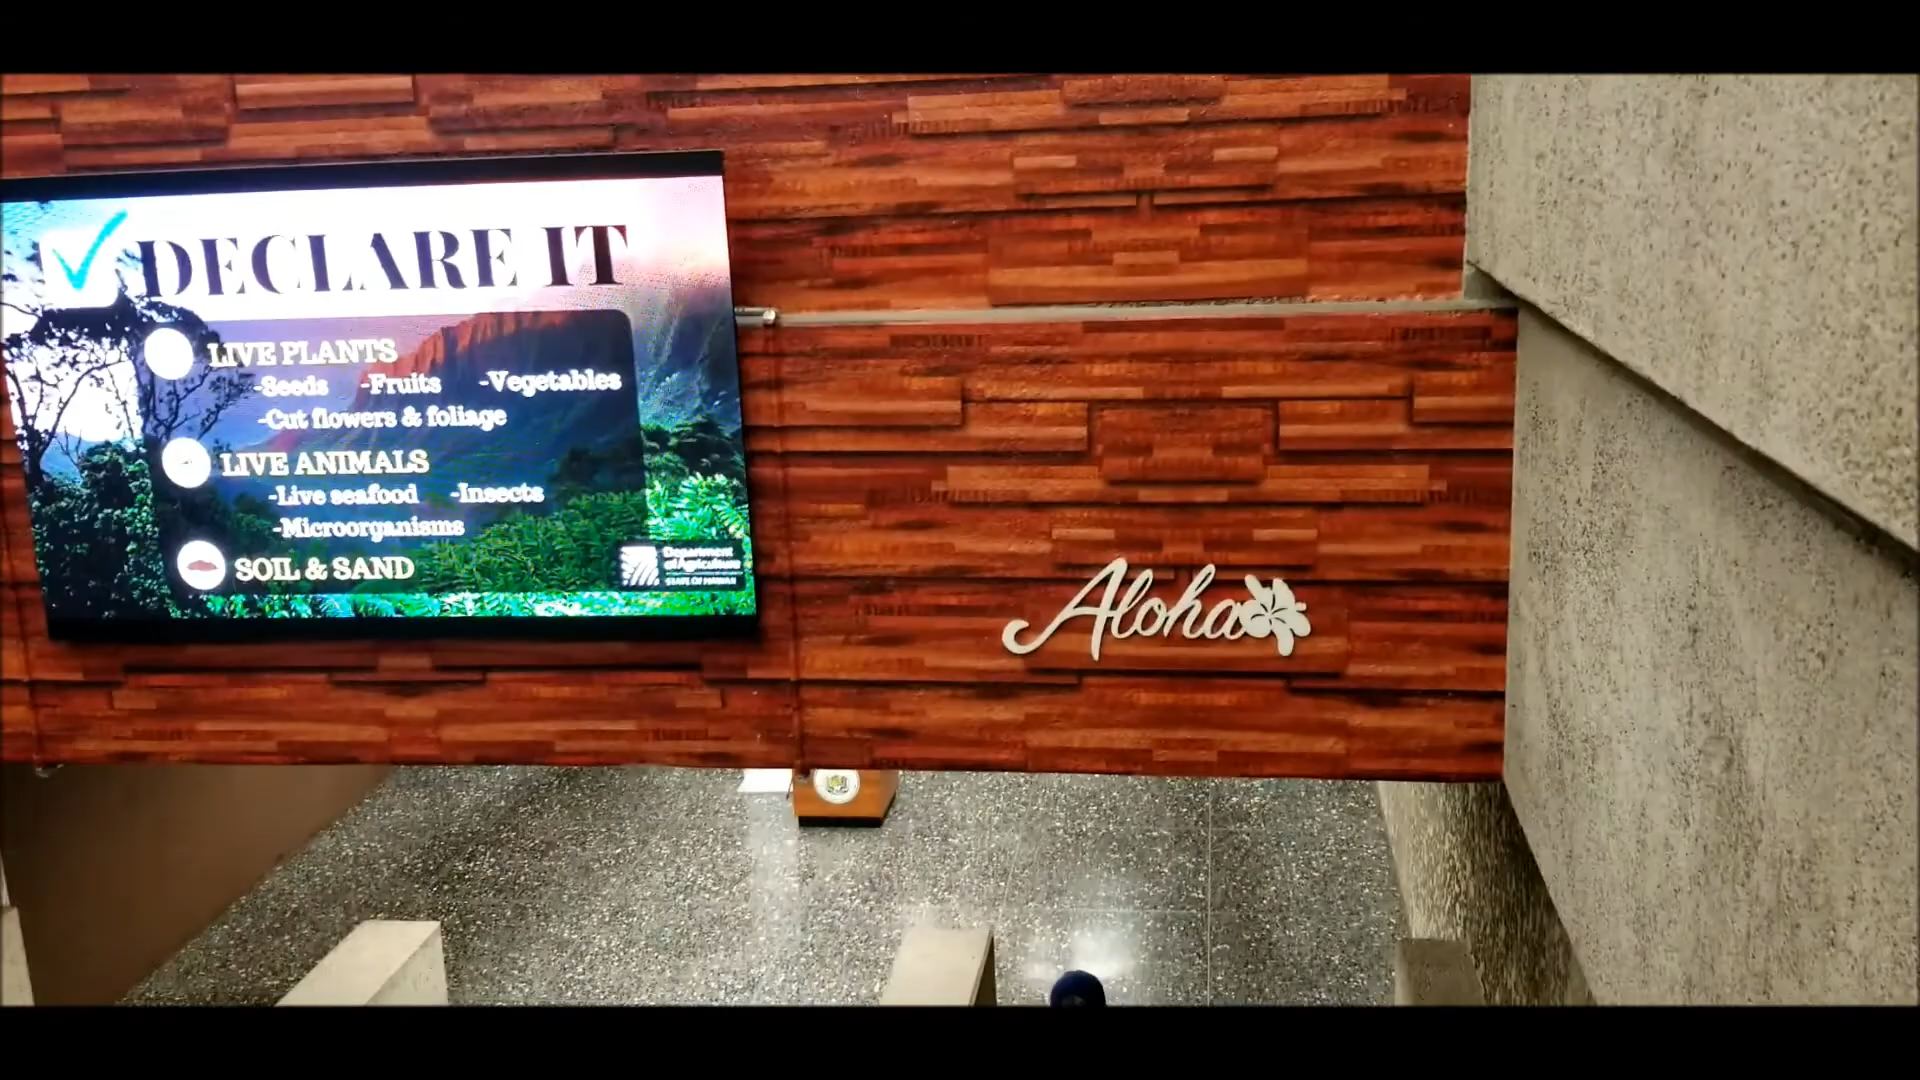 DECLARE IT
LIVE PLANTS
-Seeds -Fruits -Vegetables
-Cut flowers & foliage
LIVE ANIMALS
-Live seafood -Insects
-Microorganisms
SOIL & SAND
Department
of Agriculture
STATE OF HAWAII
Aloha